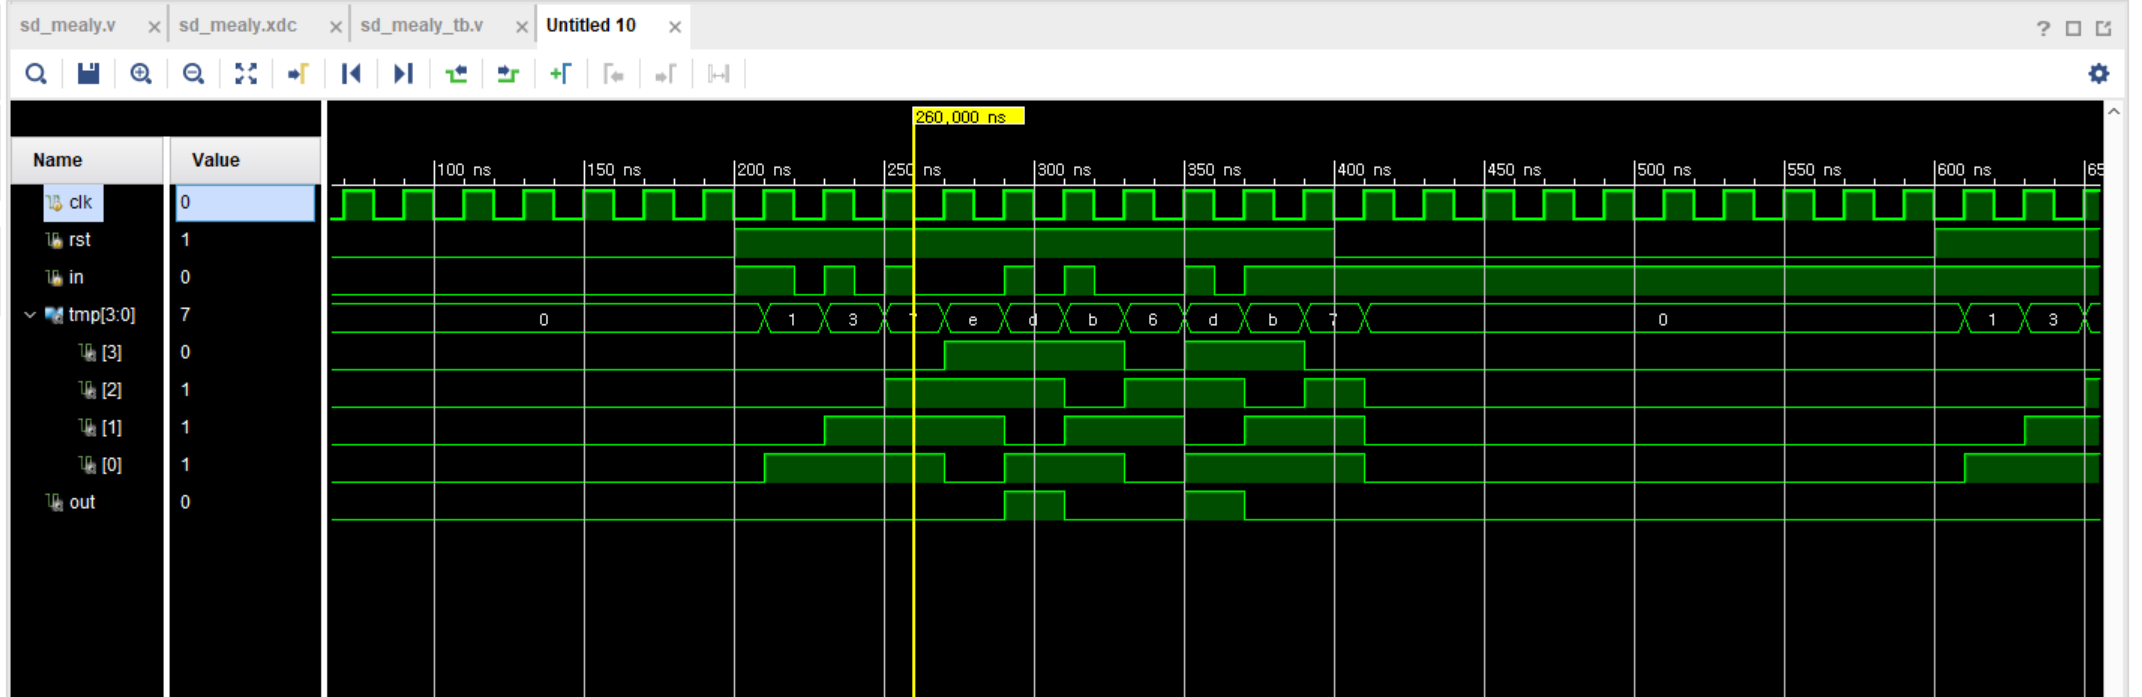 sd_mealy.v × sd_mealy.xdc × sd_mealy_tb.v × Untitled 10 × ?
260,000 ns
Name Value 100 ns 150 ns 200 ns 250 ns 300 ns 350 ns 400 ns 450 ns 500 ns 550 ns 600 ns 65
clk 0
rst 1
in 0
tmp[3:0] 7 0 1 3 7 e d b 6 d b 7 0 1 3
[3] 0
[2] 1
[1] 1
[0] 1
out 0